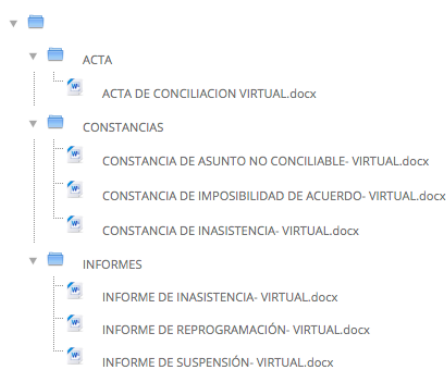 ACTA
ACTA DE CONCILIACION VIRTUAL.docx
CONSTANCIAS
CONSTANCIA DE ASUNTO NO CONCILIABLE- VIRTUAL.docx
CONSTANCIA DE IMPOSIBILIDAD DE ACUERDO- VIRTUAL.docx
CONSTANCIA DE INASISTENCIA- VIRTUAL.docx
INFORMES
INFORME DE INASISTENCIA- VIRTUAL.docx
INFORME DE REPROGRAMACIÓN- VIRTUAL.docx
INFORME DE SUSPENSIÓN- VIRTUAL.docx